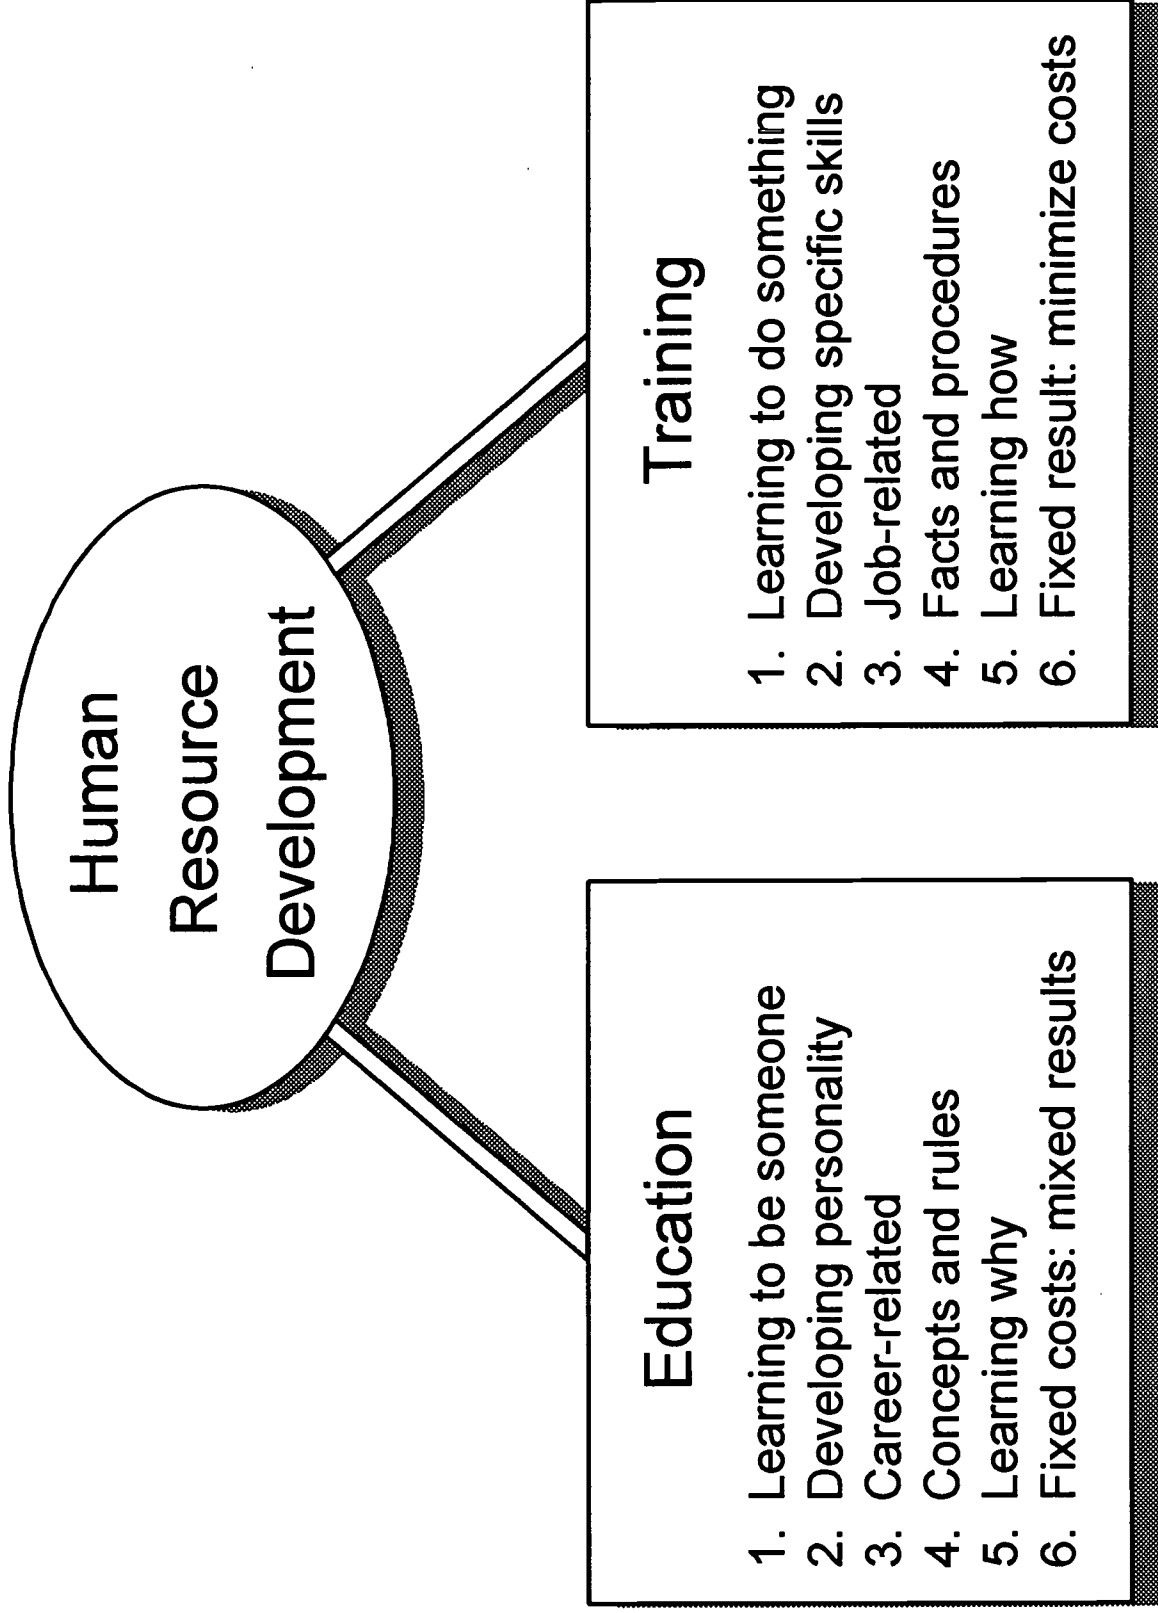 Human
Resource
Development
Education
1. Learning to be someone
2. Developing personality
3. Career-related
4. Concepts and rules
5. Learning why
6. Fixed costs: mixed results
Training
1. Learning to do something
2. Developing specific skills
3. Job-related
4. Facts and procedures
5. Learning how
6. Fixed result: minimize costs